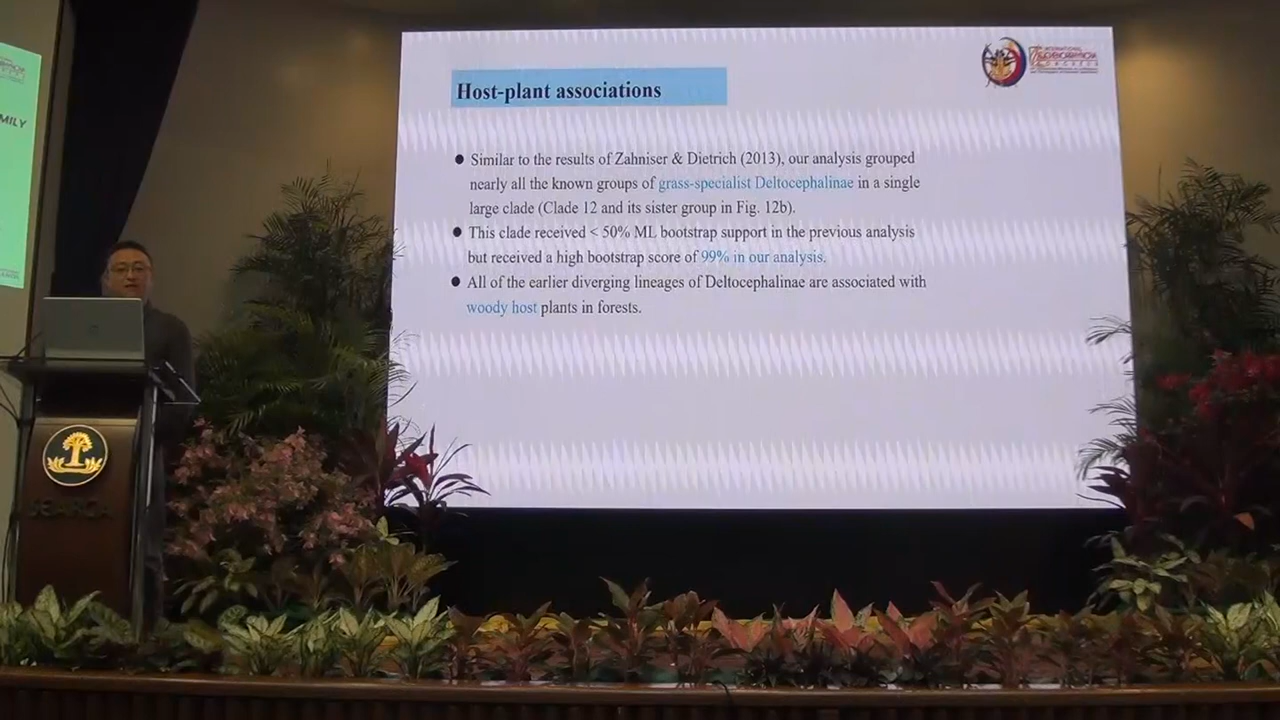 MILY
Host-plant associations
INTERNATIONAL
● Similar to the results of Zahniser & Dietrich (2013), our analysis grouped
nearly all the known groups of grass-specialist Deltocephalinae in a single
large clade (Clade 12 and its sister group in Fig. 12b).
● This clade received < 50% ML bootstrap support in the previous analysis
but received a high bootstrap score of 99% in our analysis.
● All of the earlier diverging lineages of Deltocephalinae are associated with
woody host plants in forests.
SEARCA